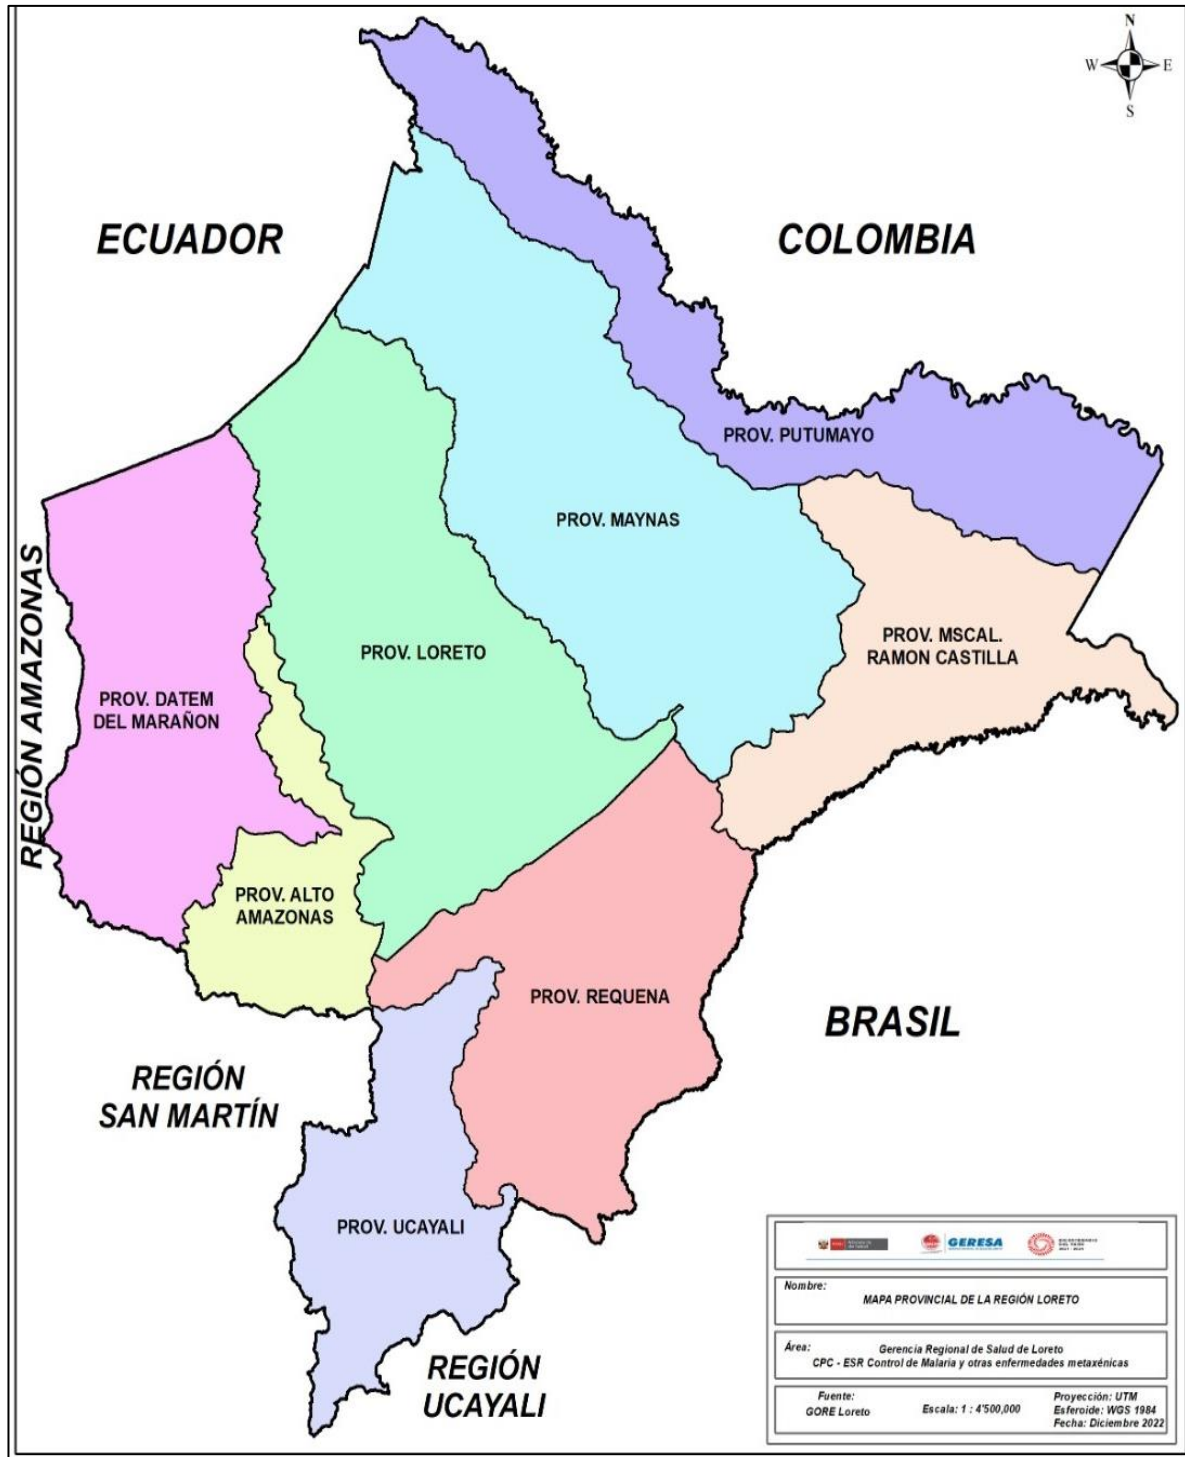 N
W E
S
ECUADOR
COLOMBIA
PROV. PUTUMAYO
PROV. MAYNAS
REGIÓN AMAZONAS
PROV. MSCAL.
RAMON CASTILLA
PROV. LORETO
PROV. DATEM
DEL MARAÑON
PROV. ALTO
AMAZONAS
PROV. REQUENA
BRASIL
REGIÓN
SAN MARTÍN
PROV. UCAYALI
REGIÓN
UCAYALI
GERESA
Nombre:
MAPA PROVINCIAL DE LA REGIÓN LORETO
Área:
Gerencia Regional de Salud de Loreto
CPC - ESR Control de Malaria y otras enfermedades metaxénicas
Fuente:
GORE Loreto
Escala: 1 : 4'500,000
Proyección: UTM
Esferoide: WGS 1984
Fecha: Diciembre 2022